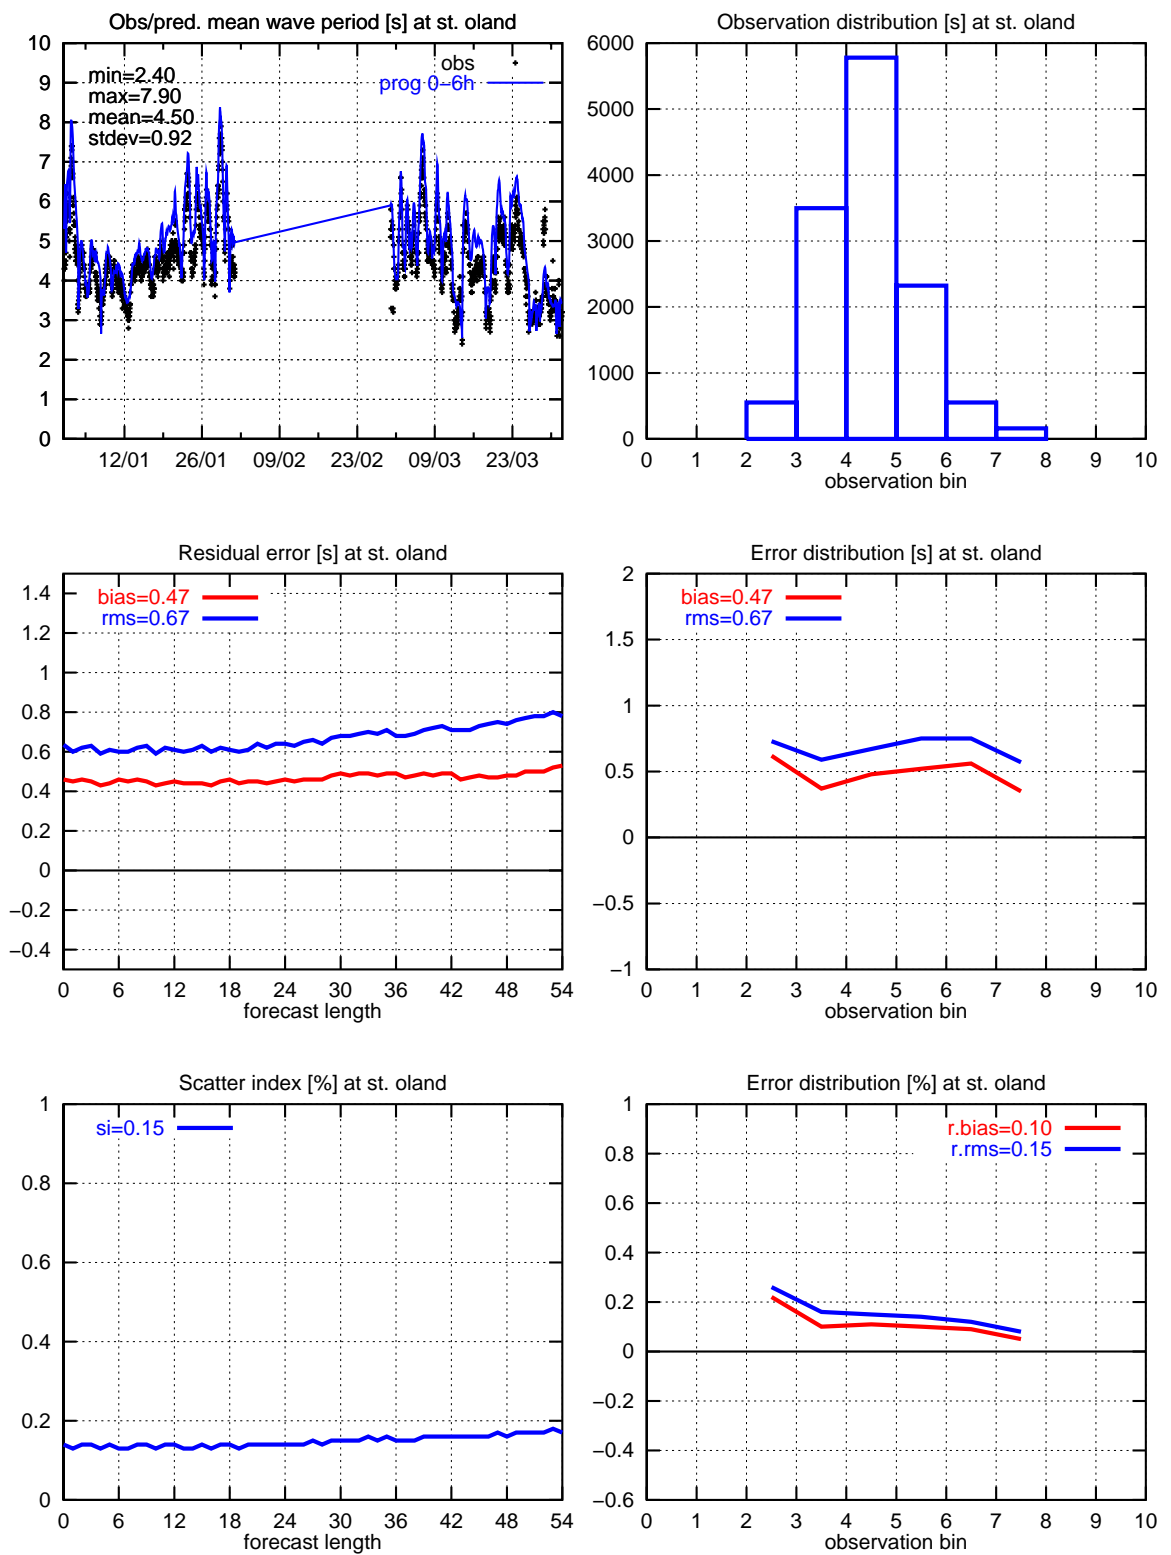 Obs/pred. mean wave period [s] at st. oland
10
9
8
7
6
5
4
3
2
1
0
min=2.40
max=7.90
mean=4.50
stdev=0.92
obs
prog 0−6h
12/01 26/01 09/02 23/02 09/03 23/03
Observation distribution [s] at st. oland
6000
5000
4000
3000
2000
1000
0
0 1 2 3 4 5 6 7 8 9 10
observation bin
Residual error [s] at st. oland
1.4
1.2
1
0.8
0.6
0.4
0.2
0
−0.2
−0.4
bias=0.47
rms=0.67
0 6 12 18 24 30 36 42 48 54
forecast length
Error distribution [s] at st. oland
2
1.5
1
0.5
0
−0.5
−1
bias=0.47
rms=0.67
0 1 2 3 4 5 6 7 8 9 10
observation bin
Scatter index [%] at st. oland
1
0.8
0.6
0.4
0.2
0
si=0.15
0 6 12 18 24 30 36 42 48 54
forecast length
Error distribution [%] at st. oland
1
0.8
0.6
0.4
0.2
0
−0.2
−0.4
−0.6
r.bias=0.10
r.rms=0.15
0 1 2 3 4 5 6 7 8 9 10
observation bin